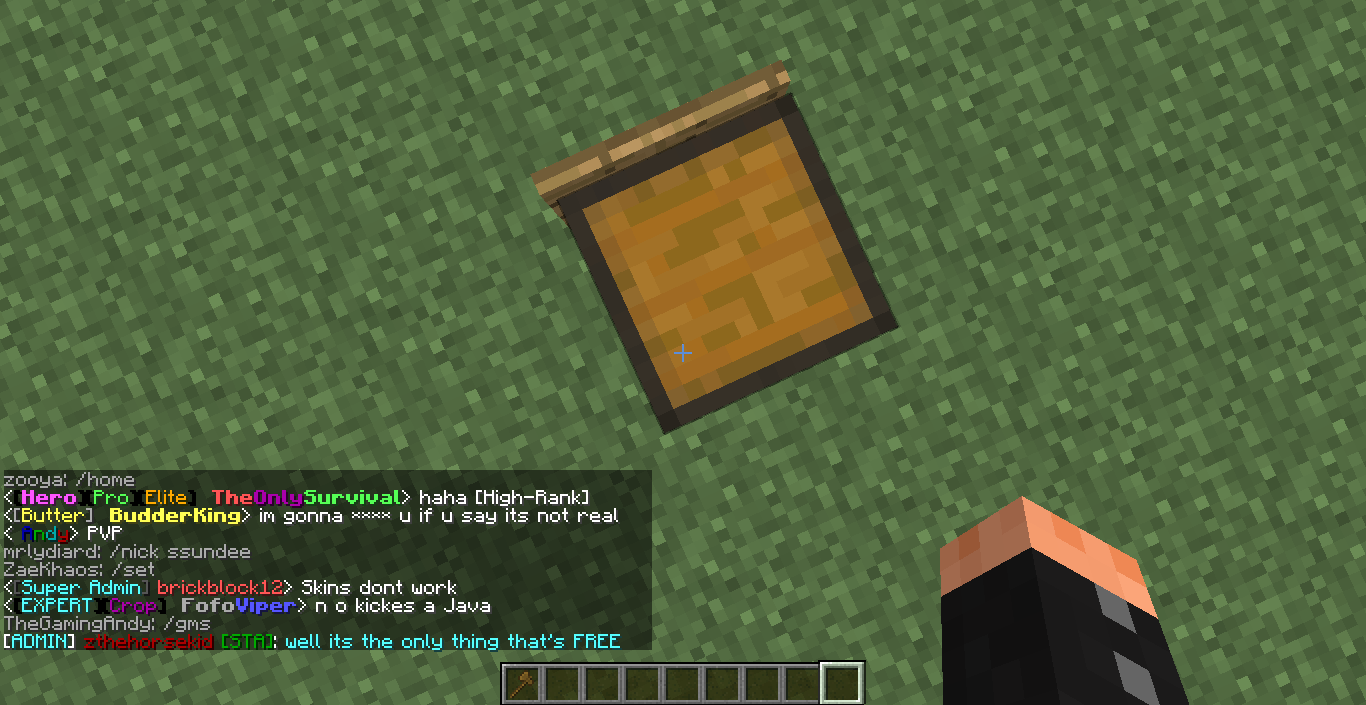 zooya: /home
<[Hero][Pro][Elite] TheOnlySurvival> haha [High-Rank]
<[Butter] BudderKing> im gonna **** u if u say its not real
< Andy> PVP
mrlydiard: /nick ssundee
ZaeKhaos: /set
<[Super Admin] brickblock12> Skins dont work
<[EXPERT][Crop] FofoViper> n o kickes a Java
TheGamingAndy: /gms
[ADMIN] zthehorsekid [STA]: well its the only thing that's FREE